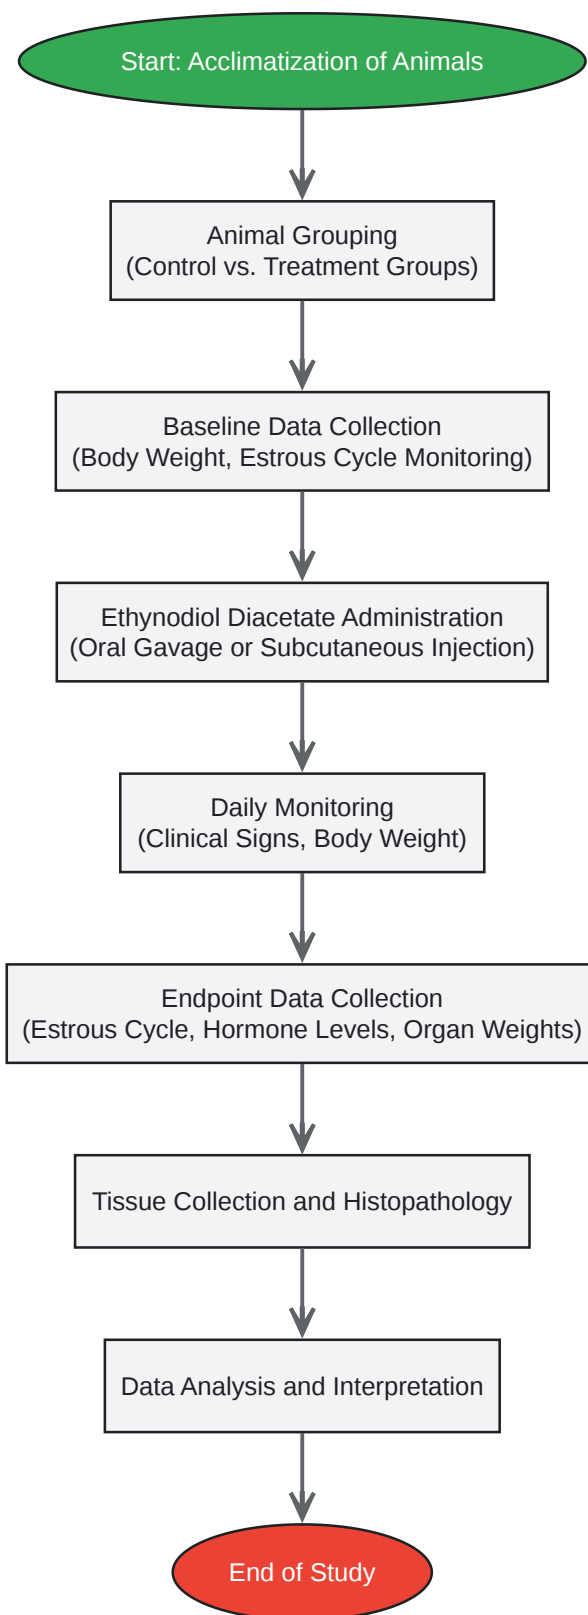 Start: Acclimatization of Animals
Animal Grouping
(Control vs. Treatment Groups)
Baseline Data Collection
(Body Weight, Estrous Cycle Monitoring)
Ethynodiol Diacetate Administration
(Oral Gavage or Subcutaneous Injection)
Daily Monitoring
(Clinical Signs, Body Weight)
Endpoint Data Collection
(Estrous Cycle, Hormone Levels, Organ Weights)
Tissue Collection and Histopathology
Data Analysis and Interpretation
End of Study